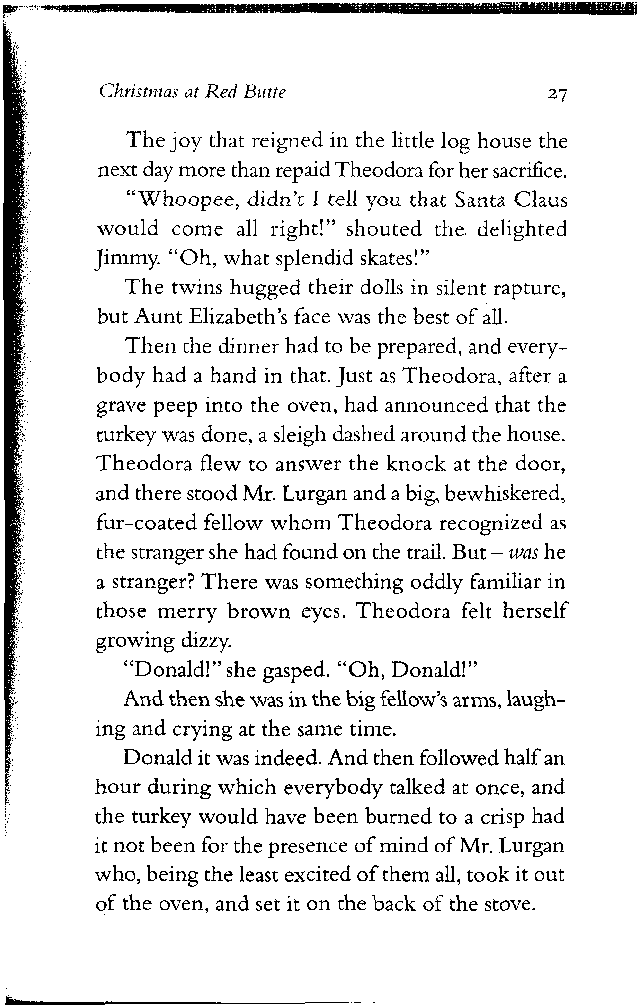 Christmas at Red Butte 27
The joy that reigned in the little log house the
next day more than repaid Theodora for her sacrifice.
“Whoopee, didn’t I tell you that Santa Claus
would come all right!” shouted the delighted
Jimmy. “Oh, what splendid skates!”
The twins hugged their dolls in silent rapture,
but Aunt Elizabeth’s face was the best of all.
Then the dinner had to be prepared, and every-
body had a hand in that. Just as Theodora, after a
grave peep into the oven, had announced that the
turkey was done, a sleigh dashed around the house.
Theodora flew to answer the knock at the door,
and there stood Mr. Lurgan and a big, bewhiskered,
fur-coated fellow whom Theodora recognized as
the stranger she had found on the trail. But – was he
a stranger? There was something oddly familiar in
those merry brown eyes. Theodora felt herself
growing dizzy.
“Donald!” she gasped. “Oh, Donald!”
And then she was in the big fellow’s arms, laugh-
ing and crying at the same time.
Donald it was indeed. And then followed half an
hour during which everybody talked at once, and
the turkey would have been burned to a crisp had
it not been for the presence of mind of Mr. Lurgan
who, being the least excited of them all, took it out
of the oven, and set it on the back of the stove.